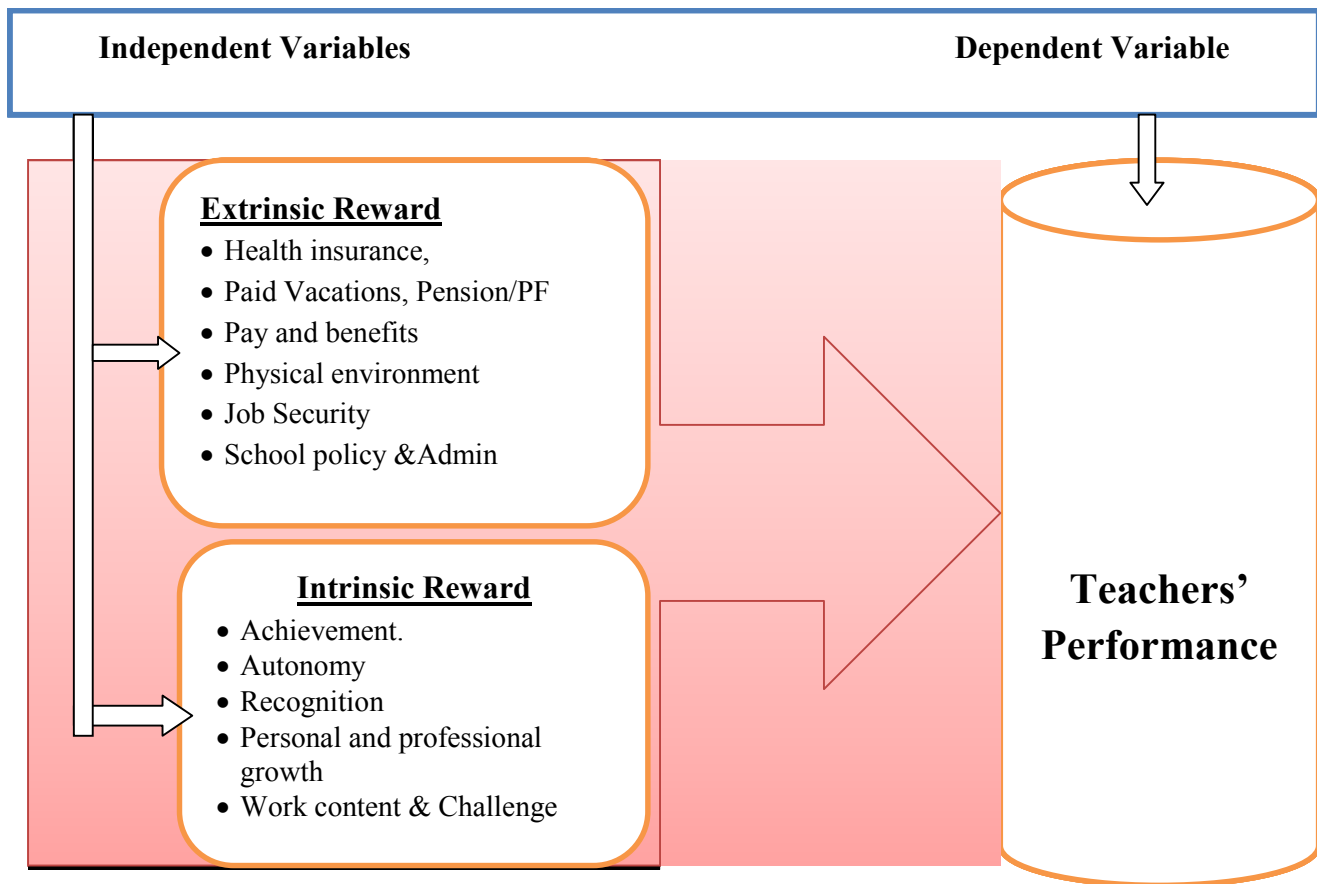 Independent Variables
Dependent Variable
Extrinsic Reward
• Health insurance,
• Paid Vacations, Pension/PF
• Pay and benefits
• Physical environment
• Job Security
• School policy &Admin
Intrinsic Reward
• Achievement.
• Autonomy
• Recognition
• Personal and professional
growth
• Work content & Challenge
Teachers’
Performance